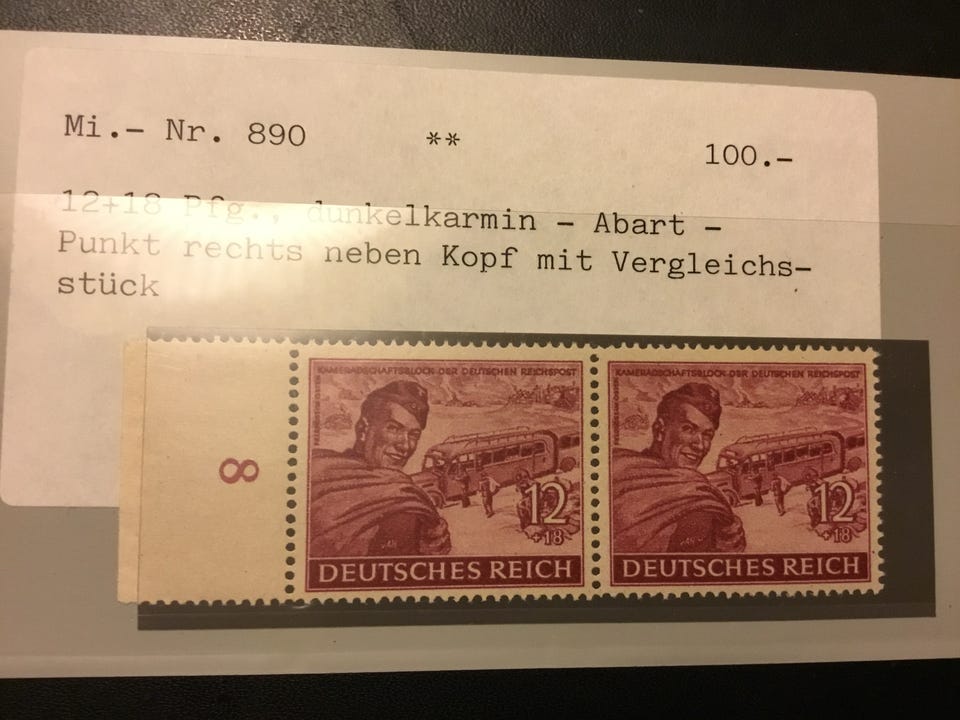 Mi.- Nr. 890 ** 100.-
12+18 Pfg., dunkelkarmin - Abart -
Punkt rechts neben Kopf mit Vergleichs-
stück
8
KAMERADSCHAFTSBLOCK DER DEUTSCHEN REICHSPOST
12
+18
DEUTSCHES REICH
KAMERADSCHAFTSBLOCK DER DEUTSCHEN REICHSPOST
12
+18
DEUTSCHES REICH